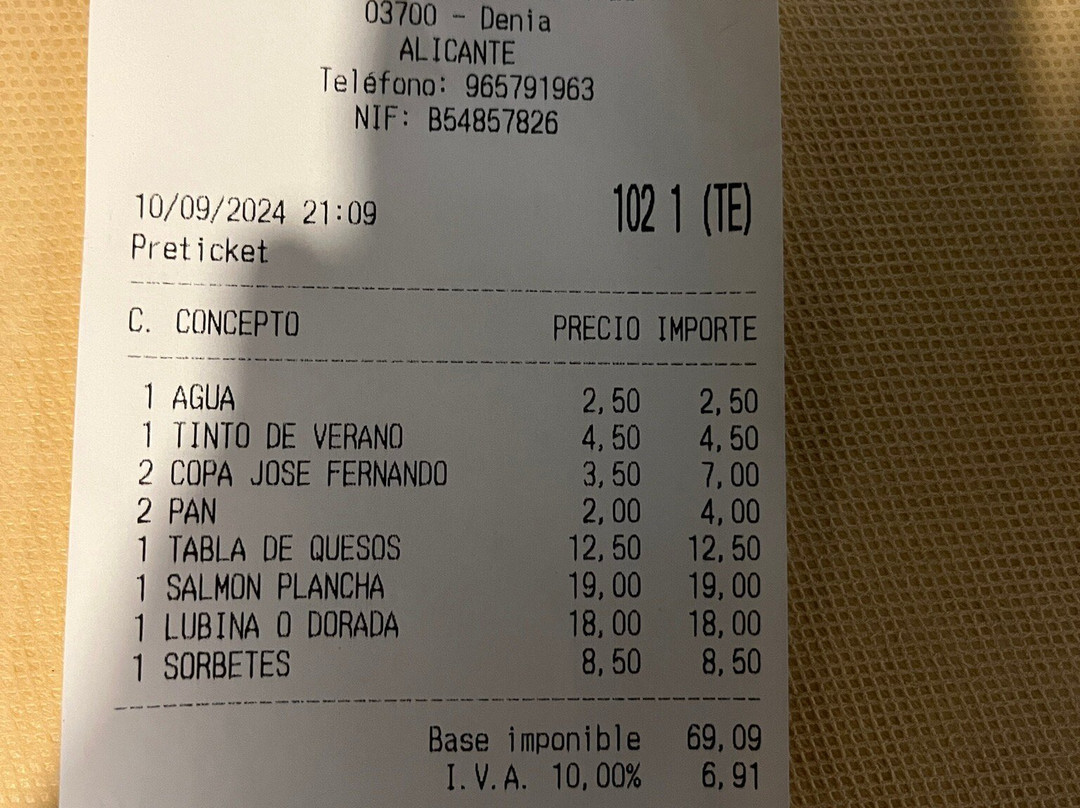 03700 - Denia
ALICANTE
Teléfono: 965791963
NIF: B54857826
10/09/2024 21:09 102 1 (TE)
Preticket
C. CONCEPTO PRECIO IMPORTE
1 AGUA 2,50 2,50
1 TINTO DE VERANO 4,50 4,50
2 COPA JOSE FERNANDO 3,50 7,00
2 PAN 2,00 4,00
1 TABLA DE QUESOS 12,50 12,50
1 SALMON PLANCHA 19,00 19,00
1 LUBINA O DORADA 18,00 18,00
1 SORBETES 8,50 8,50
Base imponible 69,09
I.V.A. 10,00% 6,91